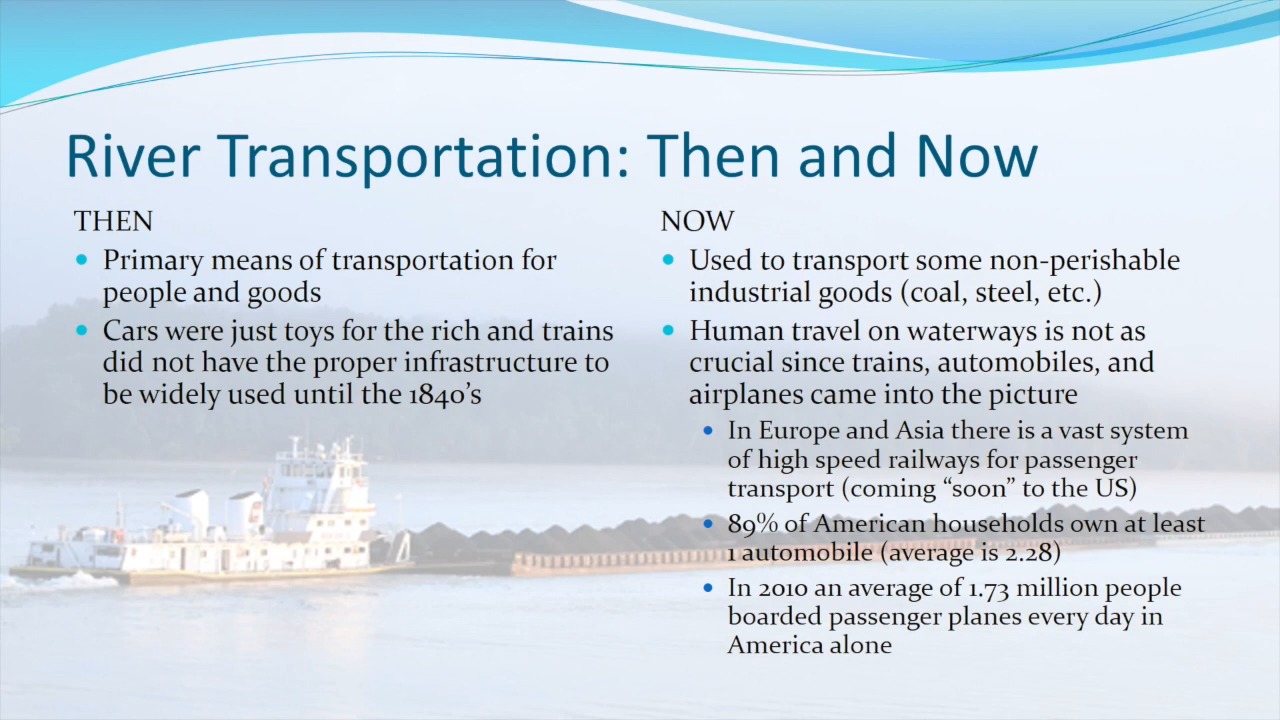 River Transportation: Then and Now
THEN
Primary means of transportation for
people and goods
Cars were just toys for the rich and trains
did not have the proper infrastructure to
be widely used until the 1840's
NOW
Used to transport some non-perishable
industrial goods (coal, steel, etc.)
Human travel on waterways is not as
crucial since trains, automobiles, and
airplanes came into the picture
In Europe and Asia there is a vast system
of high speed railways for passenger
transport (coming “soon” to the US)
89% of American households own at least
1 automobile (average is 2.28)
In 2010 an average of 1.73 million people
boarded passenger planes every day in
America alone